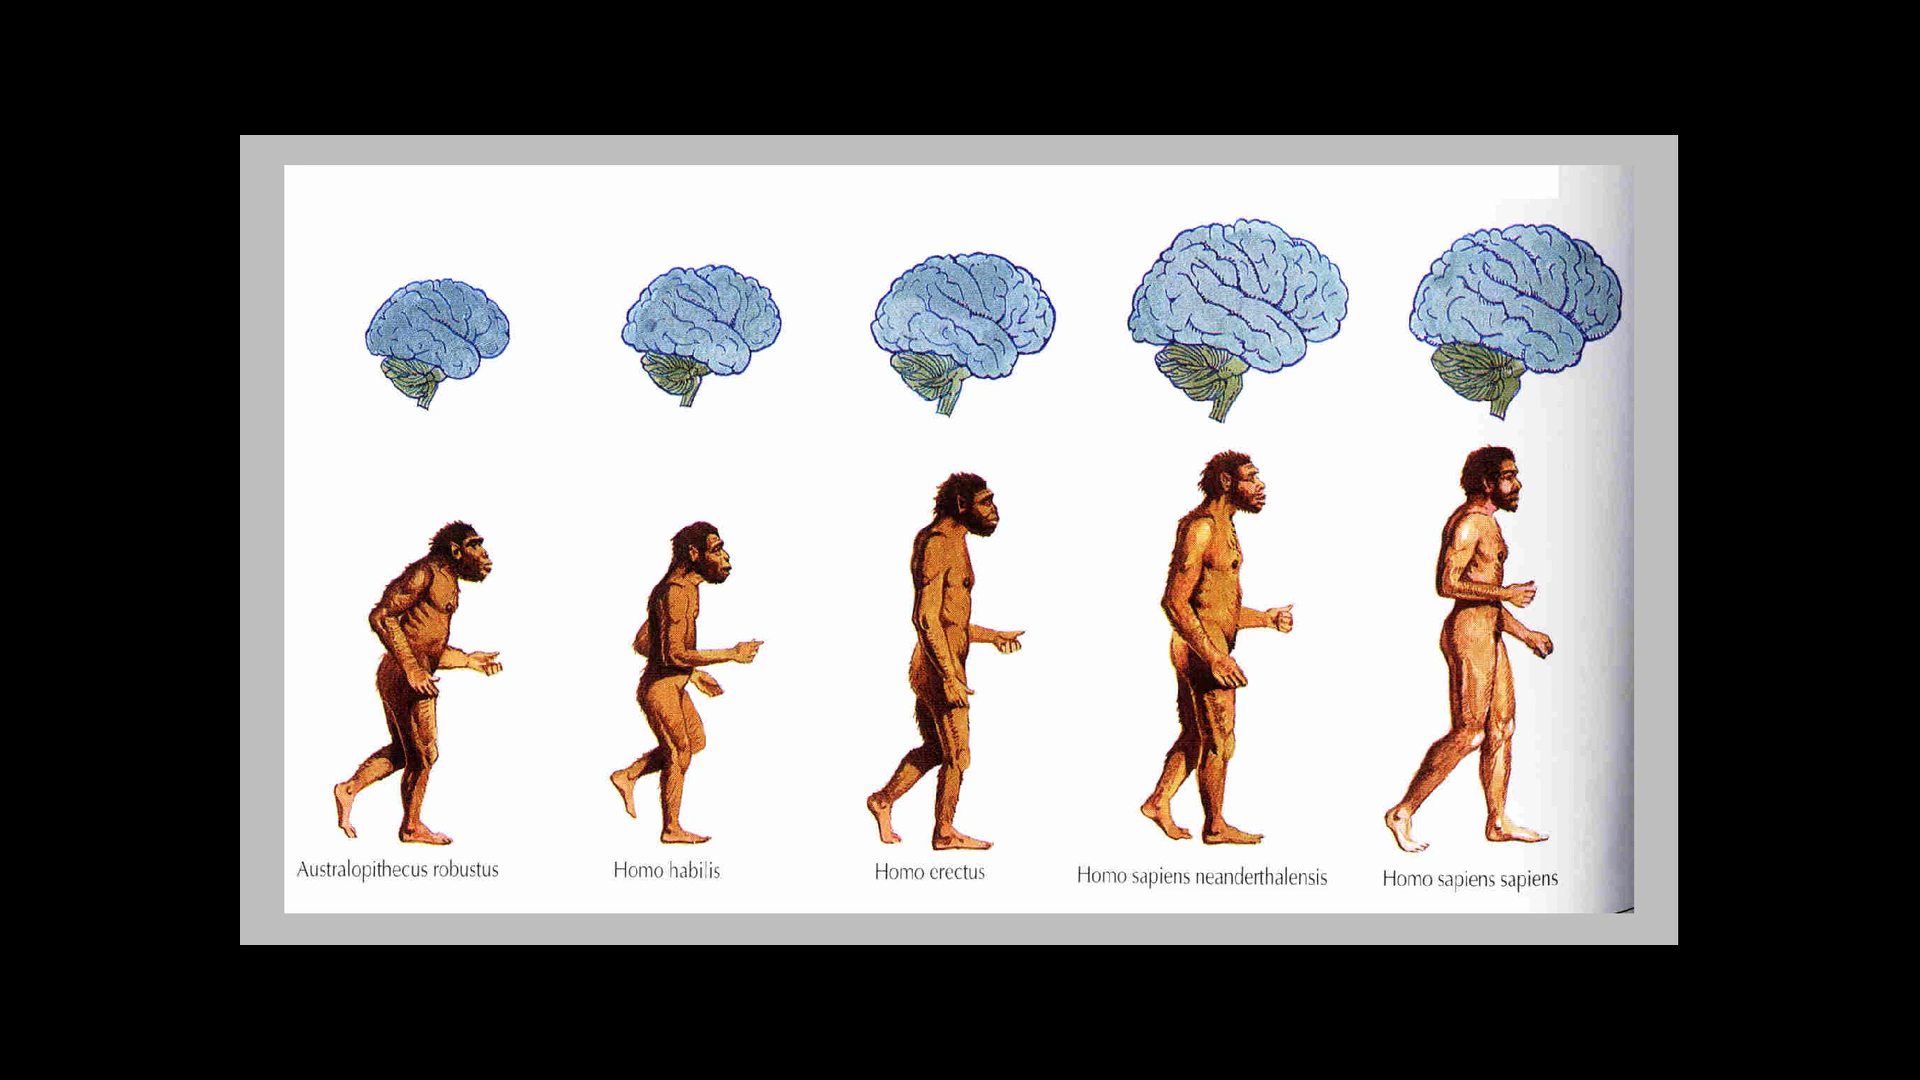 Australopithecus robustus
Homo habilis
Homo erectus
Homo sapiens neanderthalensis
Homo sapiens sapiens